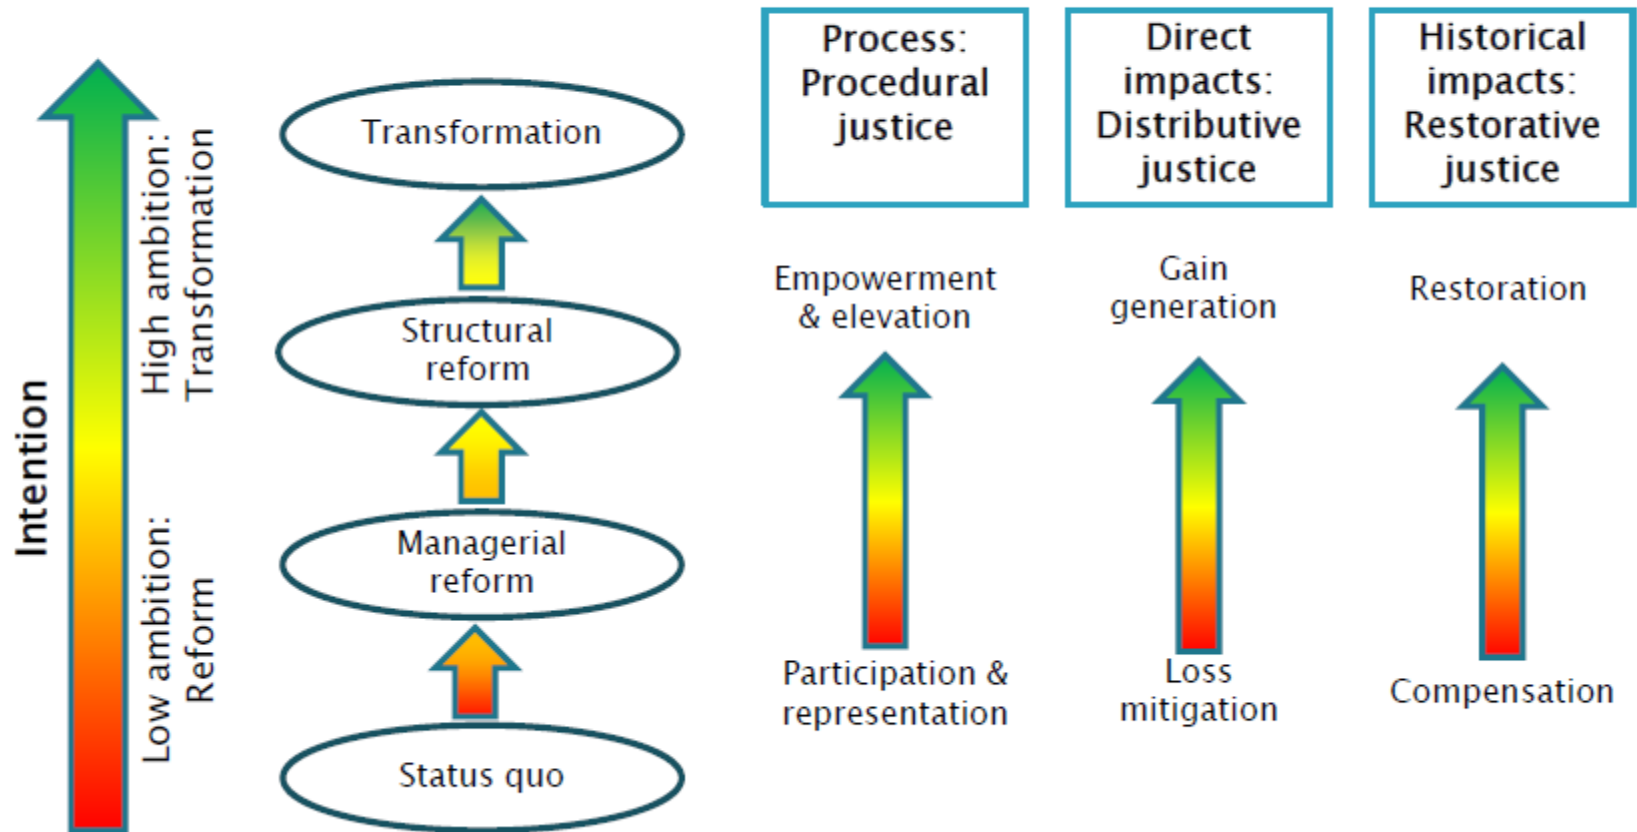 Intention
High ambition:
Transformation
Low ambition:
Reform
Transformation
Structural
reform
Managerial
reform
Status quo
Process:
Procedural
justice
Empowerment
& elevation
Participation &
representation
Direct
impacts:
Distributive
justice
Gain
generation
Loss
mitigation
Historical
impacts:
Restorative
justice
Restoration
Compensation